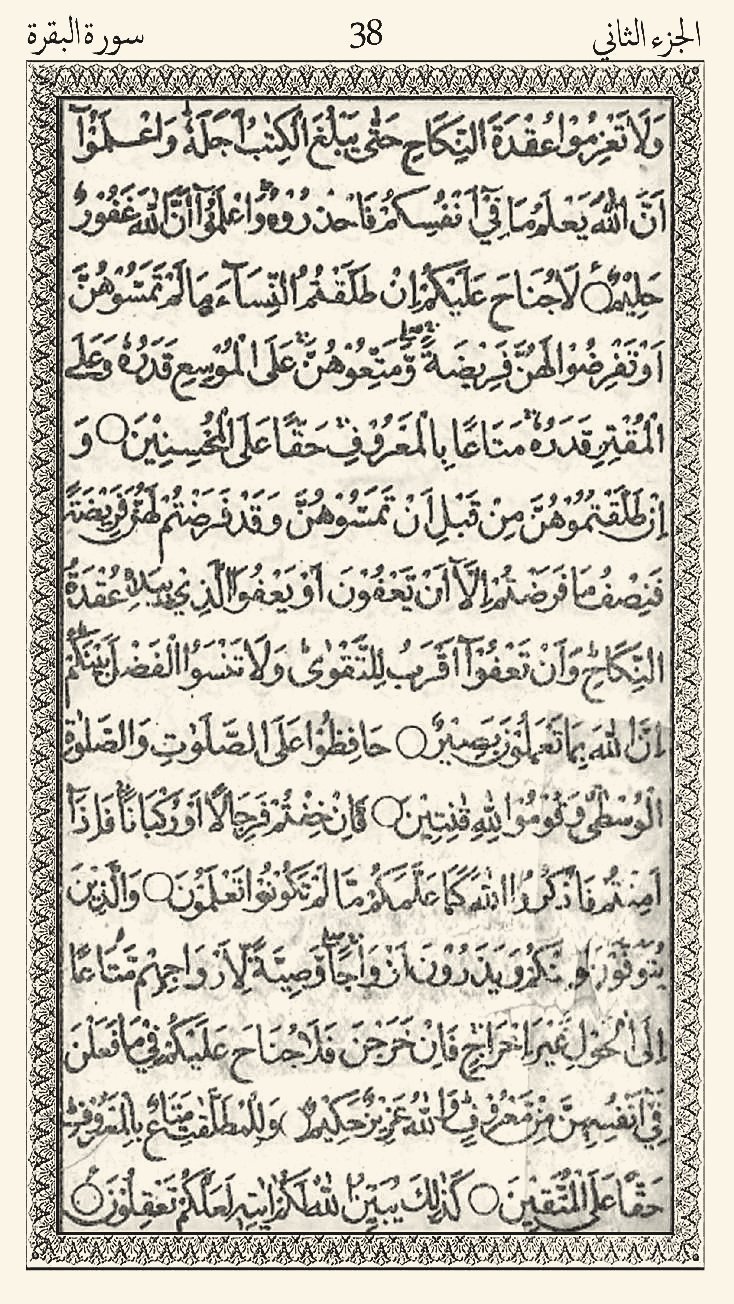 الجزء الثاني 38 سورة البقرة
وَلَا تَعْزِمُوْا عُقْدَةَ النِّكَاحِ حَتّٰى يَبْلُغَ الْكِتٰبُ اَجَلَهٗ ؕ وَاعْلَمُوْٓا
اَنَّ اللّٰهَ يَعْلَمُ مَا فِيْٓ اَنْفُسِكُمْ فَاحْذَرُوْهُ ۚ وَاعْلَمُوْٓا اَنَّ اللّٰهَ غَفُوْرٌ
حَلِيْمٌ ○ لَا جُنَاحَ عَلَيْكُمْ اِنْ طَلَّقْتُمُ النِّسَآءَ مَا لَمْ تَمَسُّوْهُنَّ
اَوْ تَفْرِضُوْا لَهُنَّ فَرِيْضَةً ۖ وَّمَتِّعُوْهُنَّ ۚ عَلَى الْمُوْسِعِ قَدَرُهٗ وَعَلَى
الْمُقْتِرِ قَدَرُهٗ ۚ مَتَاعًا بِالْمَعْرُوْفِ ۚ حَقًّا عَلَى الْمُحْسِنِيْنَ ○ وَ
اِنْ طَلَّقْتُمُوْهُنَّ مِنْ قَبْلِ اَنْ تَمَسُّوْهُنَّ وَقَدْ فَرَضْتُمْ لَهُنَّ فَرِيْضَةً
فَنِصْفُ مَا فَرَضْتُمْ اِلَّآ اَنْ يَّعْفُوْنَ اَوْ يَعْفُوَا الَّذِيْ بِيَدِهٖ عُقْدَةُ
النِّكَاحِ ؕ وَاَنْ تَعْفُوْٓا اَقْرَبُ لِلتَّقْوٰى ؕ وَلَا تَنْسَوُا الْفَضْلَ بَيْنَكُمْ ؕ
اِنَّ اللّٰهَ بِمَا تَعْمَلُوْنَ بَصِيْرٌ ○ حَافِظُوْا عَلَى الصَّلَوٰتِ وَالصَّلٰوةِ
الْوُسْطٰى وَقُوْمُوْا لِلّٰهِ قٰنِتِيْنَ ○ فَاِنْ خِفْتُمْ فَرِجَالًا اَوْ رُكْبَانًا ۚ فَاِذَآ
اَمِنْتُمْ فَاذْكُرُوا اللّٰهَ كَمَا عَلَّمَكُمْ مَّا لَمْ تَكُوْنُوْا تَعْلَمُوْنَ ○ وَالَّذِيْنَ
يُتَوَفَّوْنَ مِنْكُمْ وَيَذَرُوْنَ اَزْوَاجًا ۖ وَّصِيَّةً لِّاَزْوَاجِهِمْ مَّتَاعًا
اِلَى الْحَوْلِ غَيْرَ اِخْرَاجٍ ۚ فَاِنْ خَرَجْنَ فَلَا جُنَاحَ عَلَيْكُمْ فِيْ مَا فَعَلْنَ
فِيْٓ اَنْفُسِهِنَّ مِنْ مَّعْرُوْفٍ ؕ وَاللّٰهُ عَزِيْزٌ حَكِيْمٌ وَلِلْمُطَلَّقٰتِ مَتَاعٌ ۢ بِالْمَعْرُوْفِ ؕ
حَقًّا عَلَى الْمُتَّقِيْنَ ○ كَذٰلِكَ يُبَيِّنُ اللّٰهُ لَكُمْ اٰيٰتِهٖ لَعَلَّكُمْ تَعْقِلُوْنَ ○